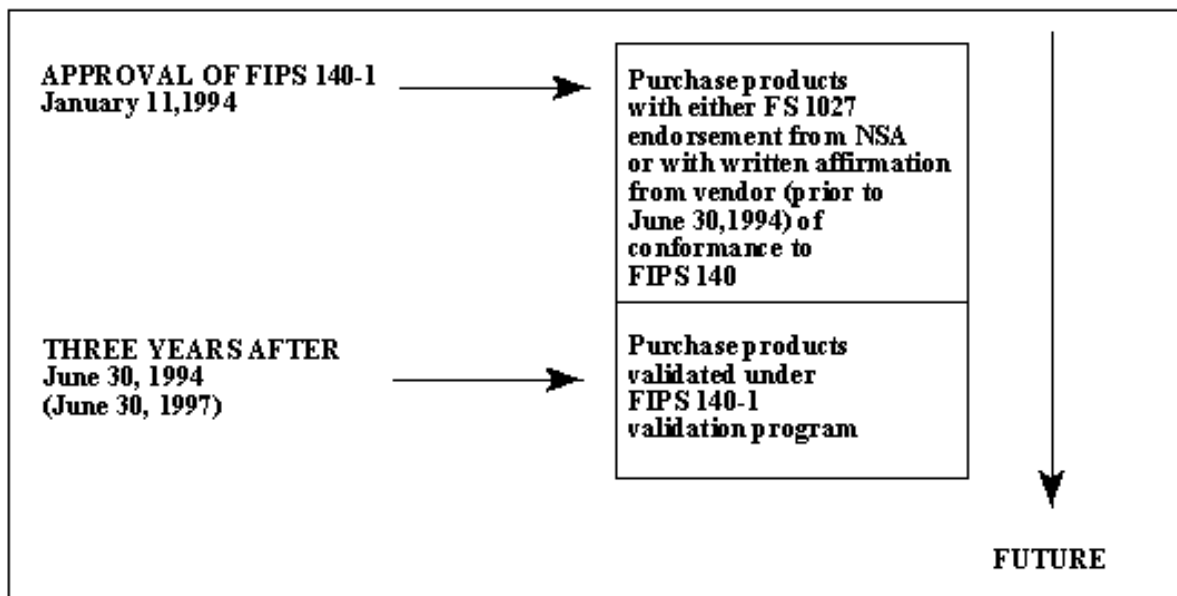 APPROVAL OF FIPS 140-1
January 11,1994
Purchase products
with either FS 1027
endorsement from NSA
or with written affirmation
from vendor (prior to
June 30,1994) of
conformance to
FIPS 140
THREE YEARS AFTER
June 30, 1994
(June 30, 1997)
Purchase products
validated under
FIPS 140-1
validation program
FUTURE